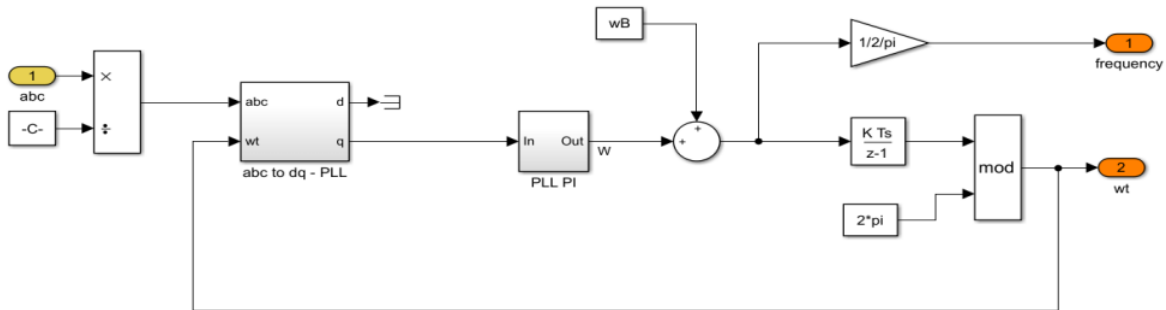 wB
1/2/pi
1
frequency
1
abc
×
-C-
÷
abc
d
wt
q
abc to dq - PLL
In
Out
PLL PI
W
+
+
K Ts
z-1
mod
2
wt
2*pi